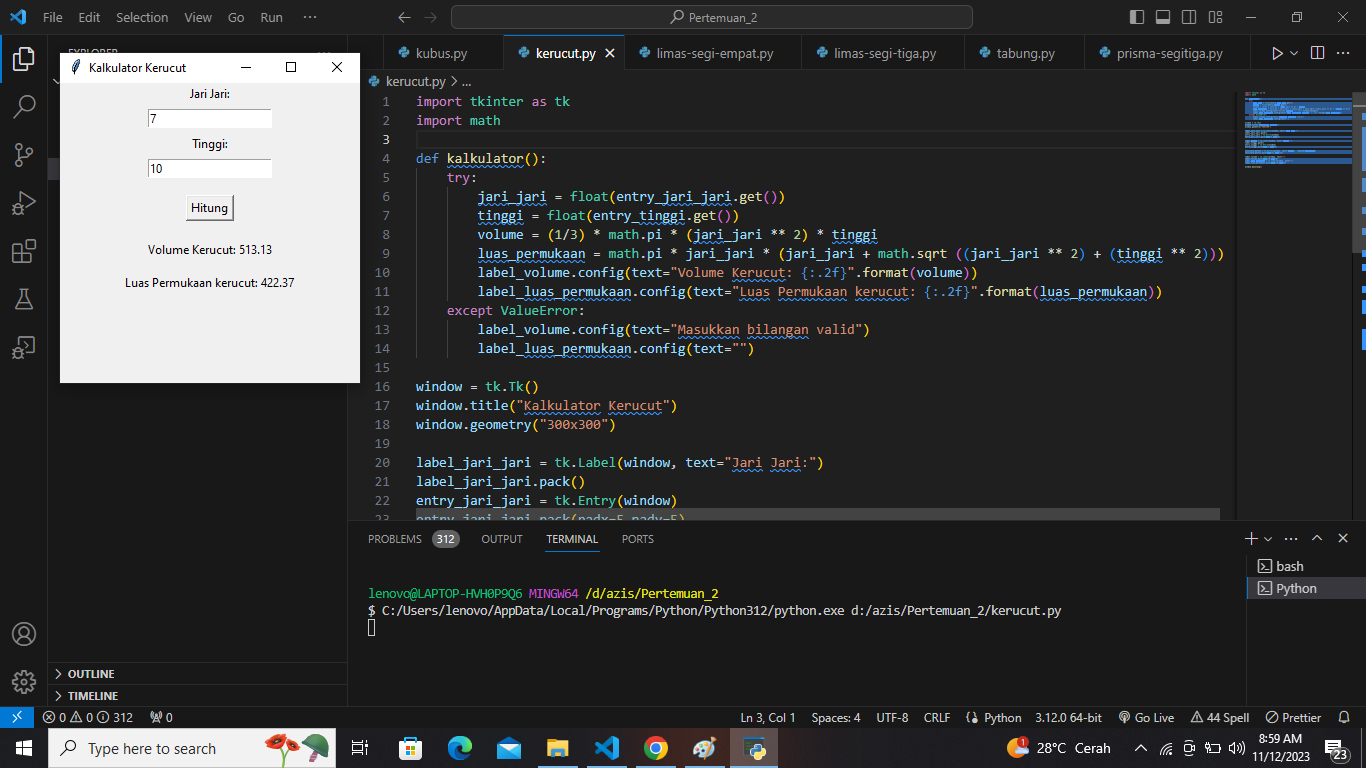 File Edit Selection View Go Run ··· Pertemuan_2
Kalkulator Kerucut
Jari Jari:
7
Tinggi:
10
Hitung
Volume Kerucut: 513.13
Luas Permukaan kerucut: 422.37
kubus.py kerucut.py limas-segi-empat.py limas-segi-tiga.py tabung.py prisma-segitiga.py
kerucut.py > ...
1 import tkinter as tk
2 import math
3
4 def kalkulator():
5 try:
6 jari_jari = float(entry_jari_jari.get())
7 tinggi = float(entry_tinggi.get())
8 volume = (1/3) * math.pi * (jari_jari ** 2) * tinggi
9 luas_permukaan = math.pi * jari_jari * (jari_jari + math.sqrt ((jari_jari ** 2) + (tinggi ** 2)))
10 label_volume.config(text="Volume Kerucut: {:.2f}".format(volume))
11 label_luas_permukaan.config(text="Luas Permukaan kerucut: {:.2f}".format(luas_permukaan))
12 except ValueError:
13 label_volume.config(text="Masukkan bilangan valid")
14 label_luas_permukaan.config(text="")
15
16 window = tk.Tk()
17 window.title("Kalkulator Kerucut")
18 window.geometry("300x300")
19
20 label_jari_jari = tk.Label(window, text="Jari Jari:")
21 label_jari_jari.pack()
22 entry_jari_jari = tk.Entry(window)
23 entry_jari_jari.pack(padx=5,pady=5)
PROBLEMS 312 OUTPUT TERMINAL PORTS
bash
Python
lenovo@LAPTOP-HVH0P9Q6 MINGW64 /d/azis/Pertemuan_2
$ C:/Users/lenovo/AppData/Local/Programs/Python/Python312/python.exe d:/azis/Pertemuan_2/kerucut.py
OUTLINE
TIMELINE
0 0 312 0 Ln 3, Col 1 Spaces: 4 UTF-8 CRLF Python 3.12.0 64-bit Go Live 44 Spell Prettier
Type here to search 1 28°C Cerah 8:59 AM
11/12/2023 23